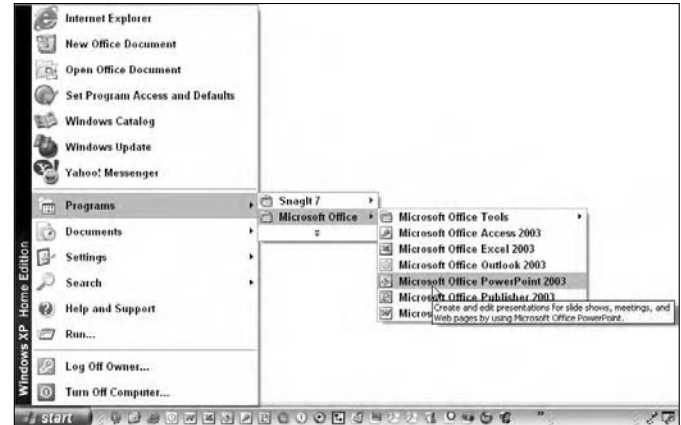 Internet Explorer
New Office Document
Open Office Document
Set Program Access and Defaults
Windows Catalog
Windows Update
Yahoo! Messenger
Programs
Documents
Settings
Search
Help and Support
Run...
Log Off Owner...
Turn Off Computer...
Windows XP Home Edition
SnagIt 7
Microsoft Office
Microsoft Office Tools
Microsoft Office Access 2003
Microsoft Office Excel 2003
Microsoft Office Outlook 2003
Microsoft Office PowerPoint 2003
Microsoft Office Publisher 2003
Micros
Create and edit presentations for slide shows, meetings, and
Web pages by using Microsoft Office PowerPoint.
start